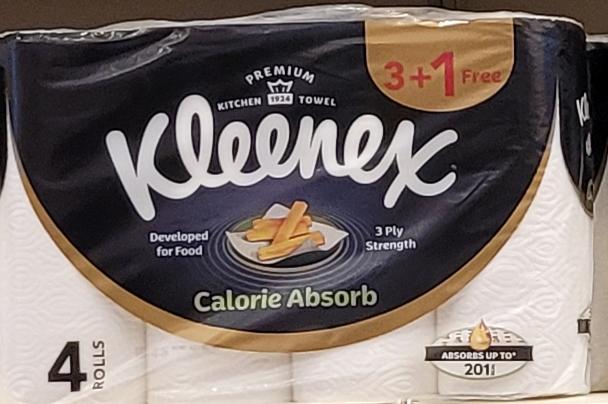 PREMIUM
KITCHEN 1924 TOWEL
Kleenex
3+1 Free
Developed
for Food
3 Ply
Strength
Calorie Absorb
4 ROLLS
ABSORBS UP TO*
201